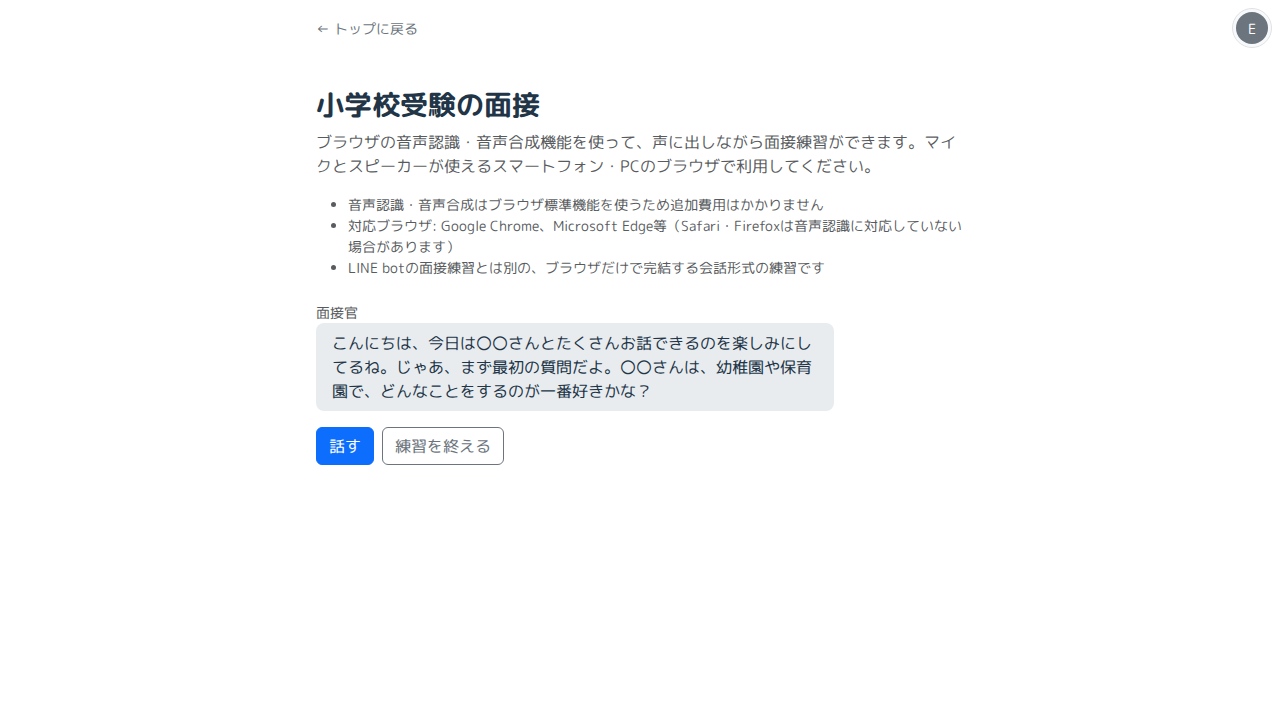 ← トップに戻る
E
小学校受験の面接
ブラウザの音声認識・音声合成機能を使って、声に出しながら面接練習ができます。マイ
クとスピーカーが使えるスマートフォン・PCのブラウザで利用してください。
• 音声認識・音声合成はブラウザ標準機能を使うため追加費用はかかりません
• 対応ブラウザ: Google Chrome、Microsoft Edge等（Safari・Firefoxは音声認識に対応していない
場合があります）
• LINE botの面接練習とは別の、ブラウザだけで完結する会話形式の練習です
面接官
こんにちは、今日は〇〇さんとたくさんお話できるのを楽しみにし
てるね。じゃあ、まず最初の質問だよ。〇〇さんは、幼稚園や保育
園で、どんなことをするのが一番好きかな？
話す
練習を終える